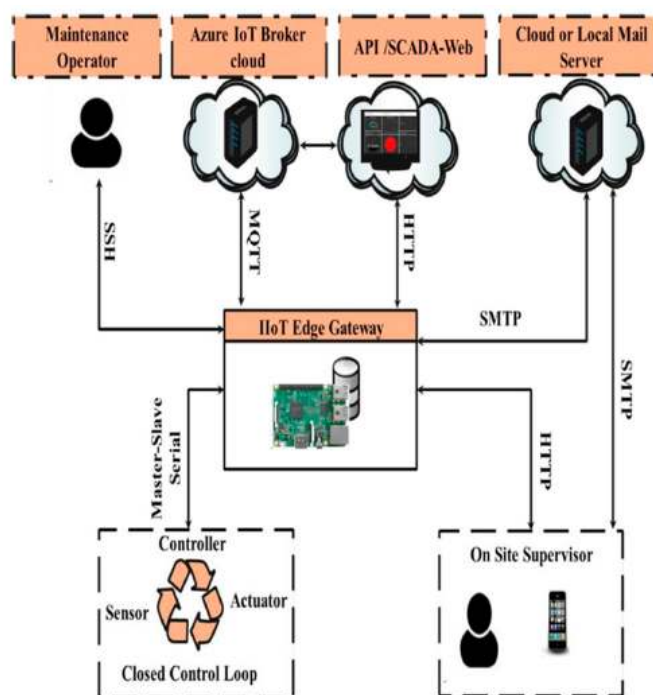 Maintenance
Operator
Azure IoT Broker
cloud
API /SCADA-Web
Cloud or Local Mail
Server
SSH
MQTT
HTTP
IIoT Edge Gateway
SMTP
SMTP
Master-Slave
Serial
HTTP
Controller
Sensor
Actuator
Closed Control Loop
On Site Supervisor